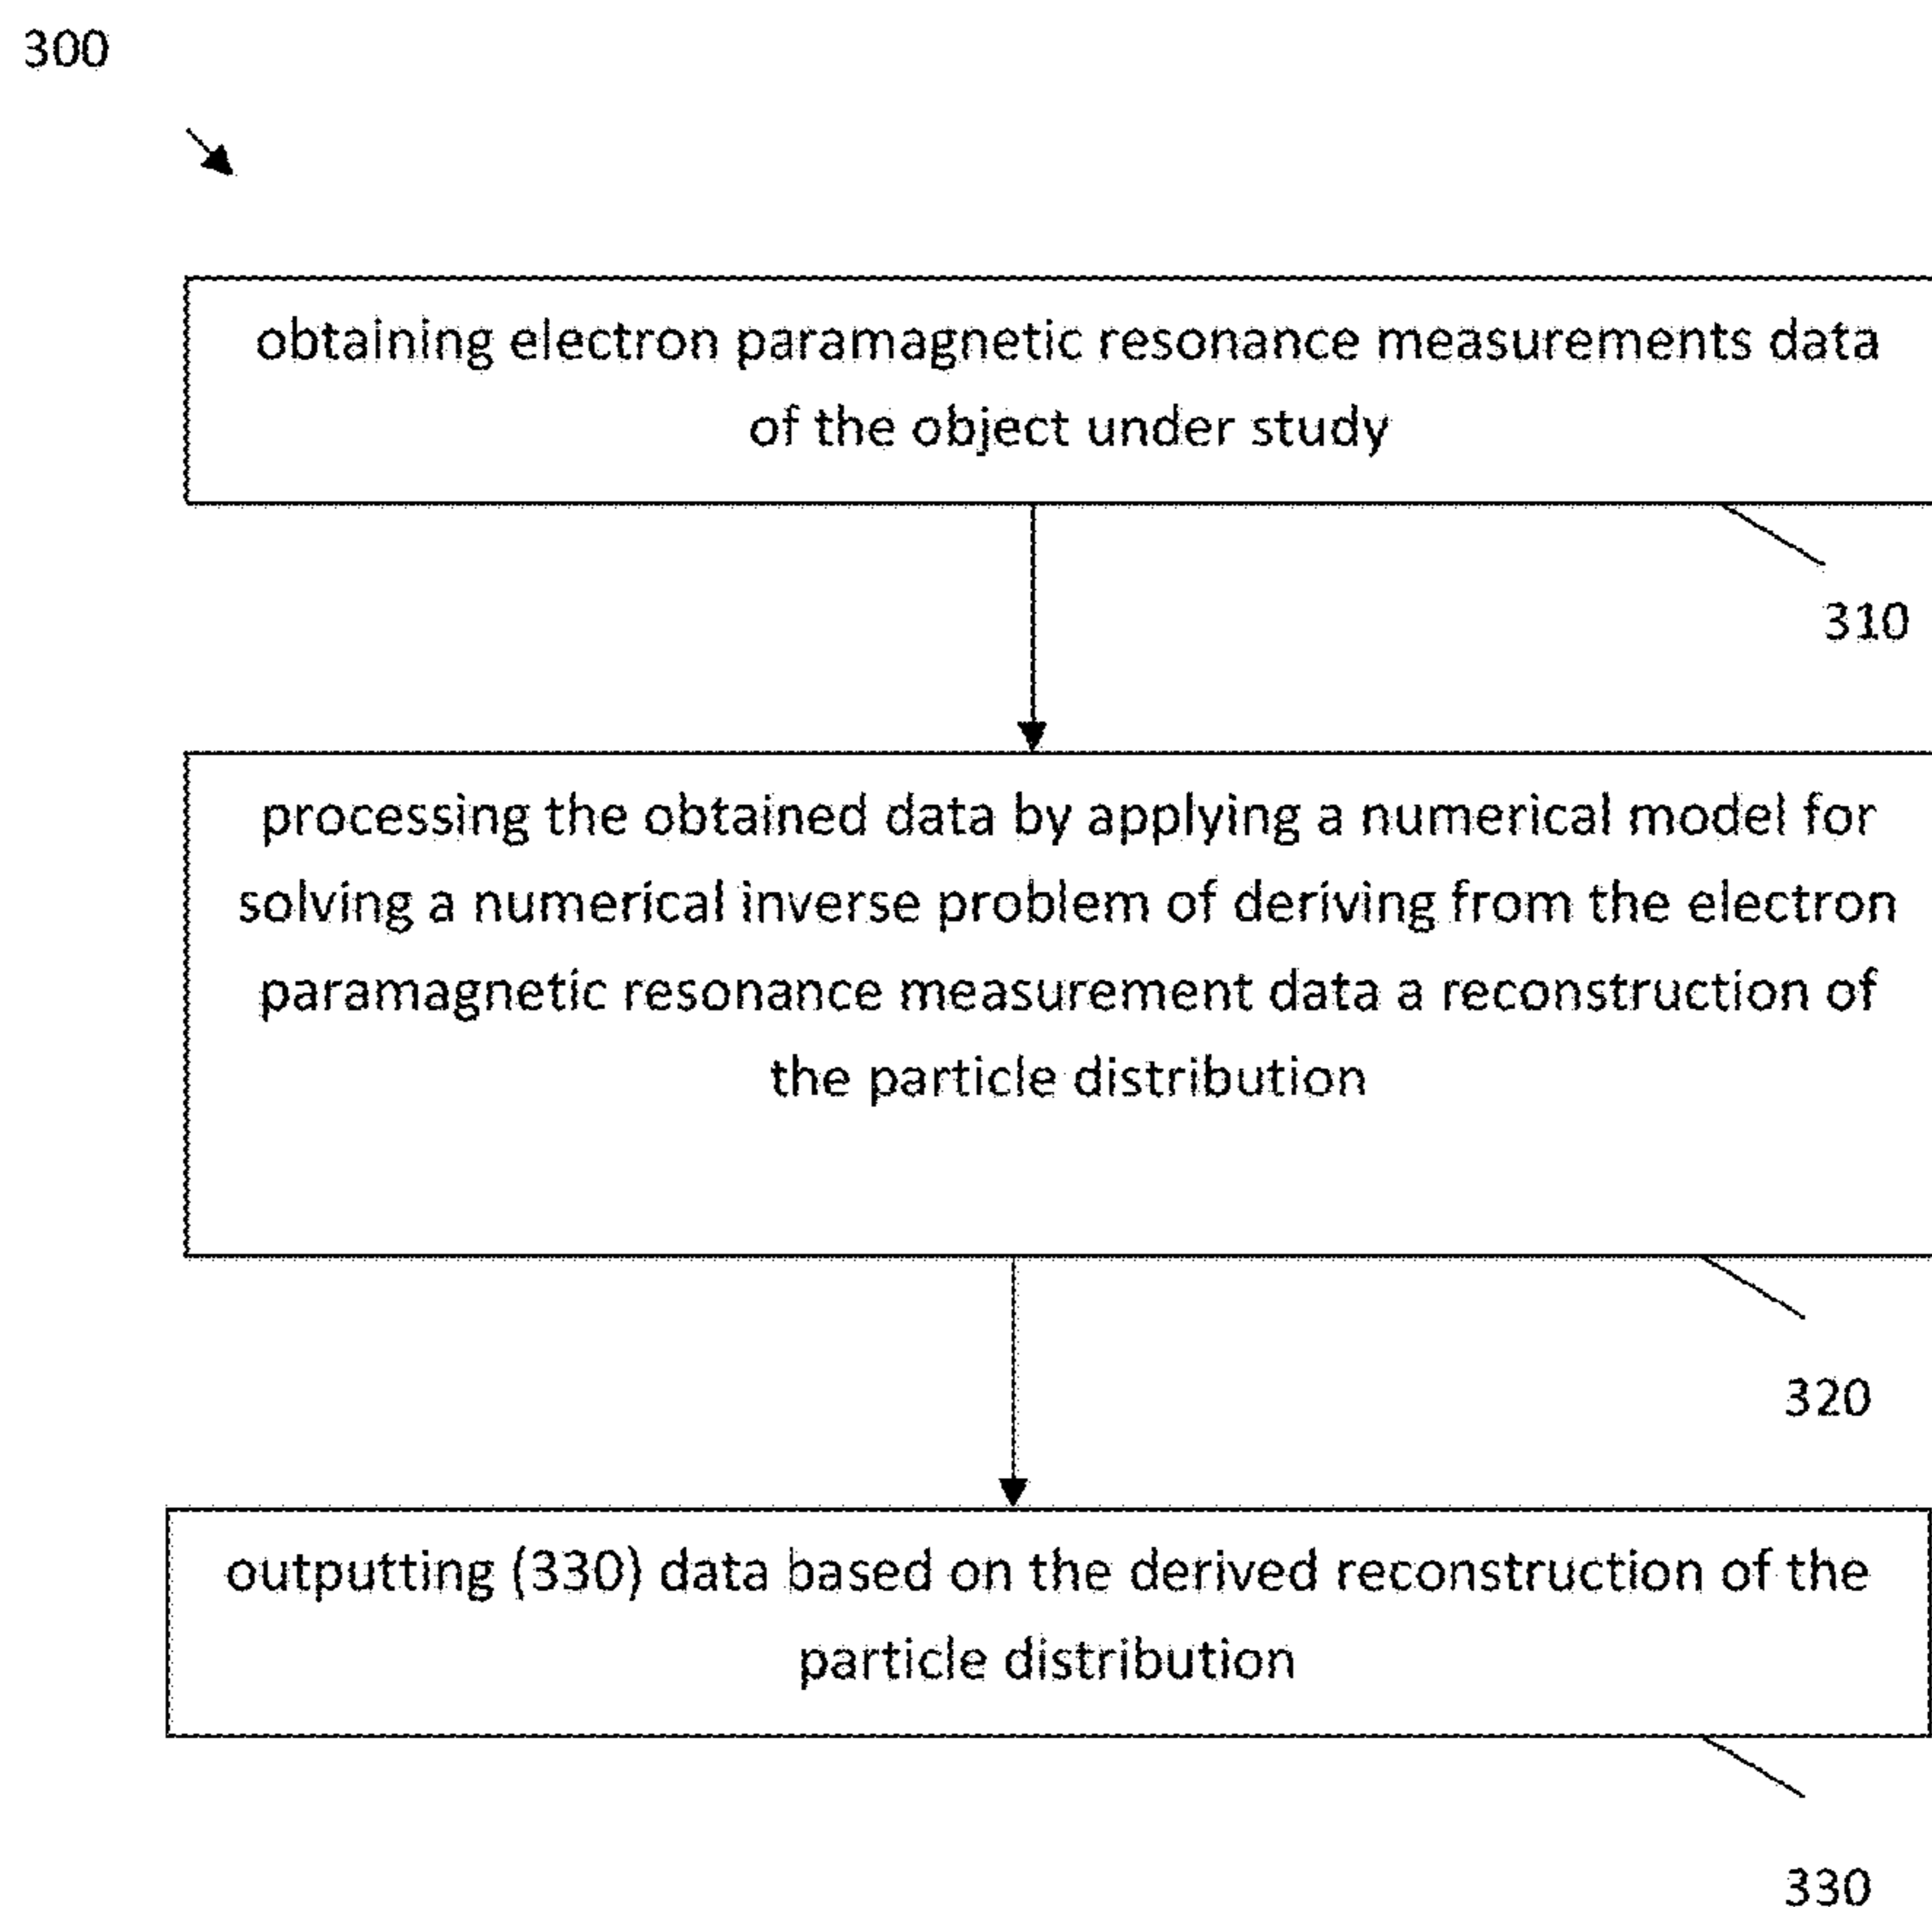 300
obtaining electron paramagnetic resonance measurements data
of the object under study
310
processing the obtained data by applying a numerical model for
solving a numerical inverse problem of deriving from the electron
paramagnetic resonance measurement data a reconstruction of
the particle distribution
320
outputting (330) data based on the derived reconstruction of the
particle distribution
330